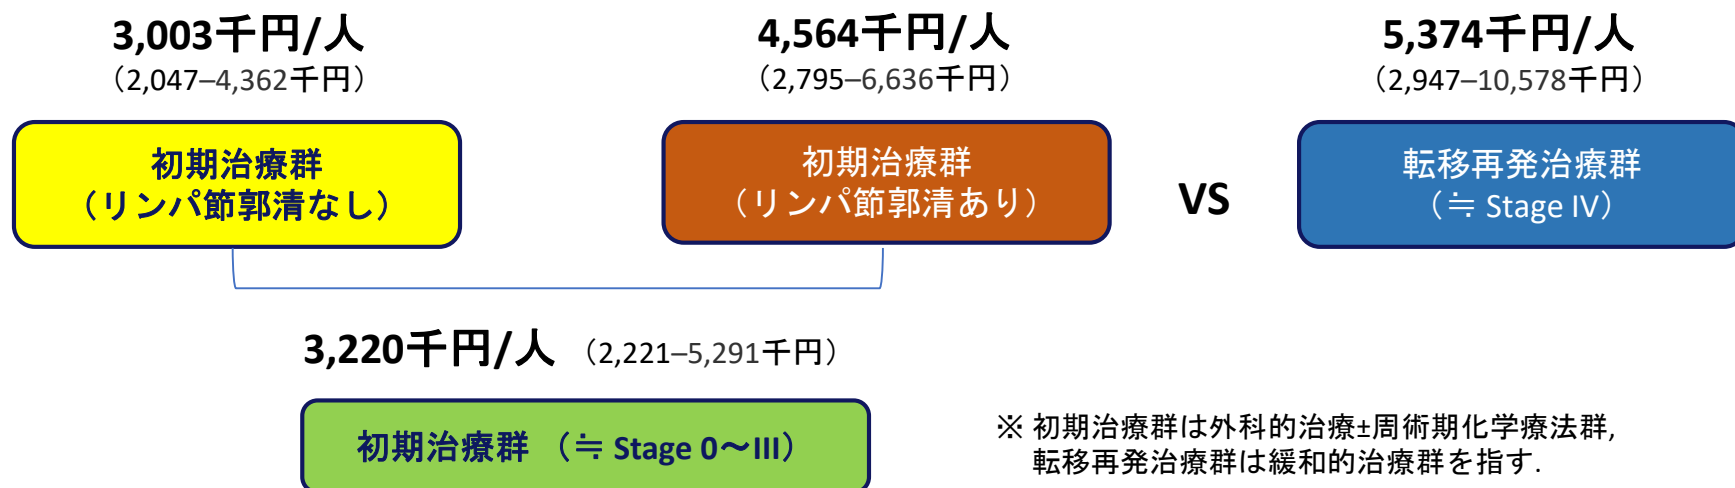 3,003千円/人
（2,047–4,362千円）
初期治療群
（リンパ節郭清なし）
4,564千円/人
（2,795–6,636千円）
初期治療群
（リンパ節郭清あり）
VS
5,374千円/人
（2,947–10,578千円）
転移再発治療群
（≒ Stage IV）
3,220千円/人 （2,221–5,291千円）
初期治療群 （≒ Stage 0～III）
※ 初期治療群は外科的治療±周術期化学療法群,
転移再発治療群は緩和的治療群を指す.